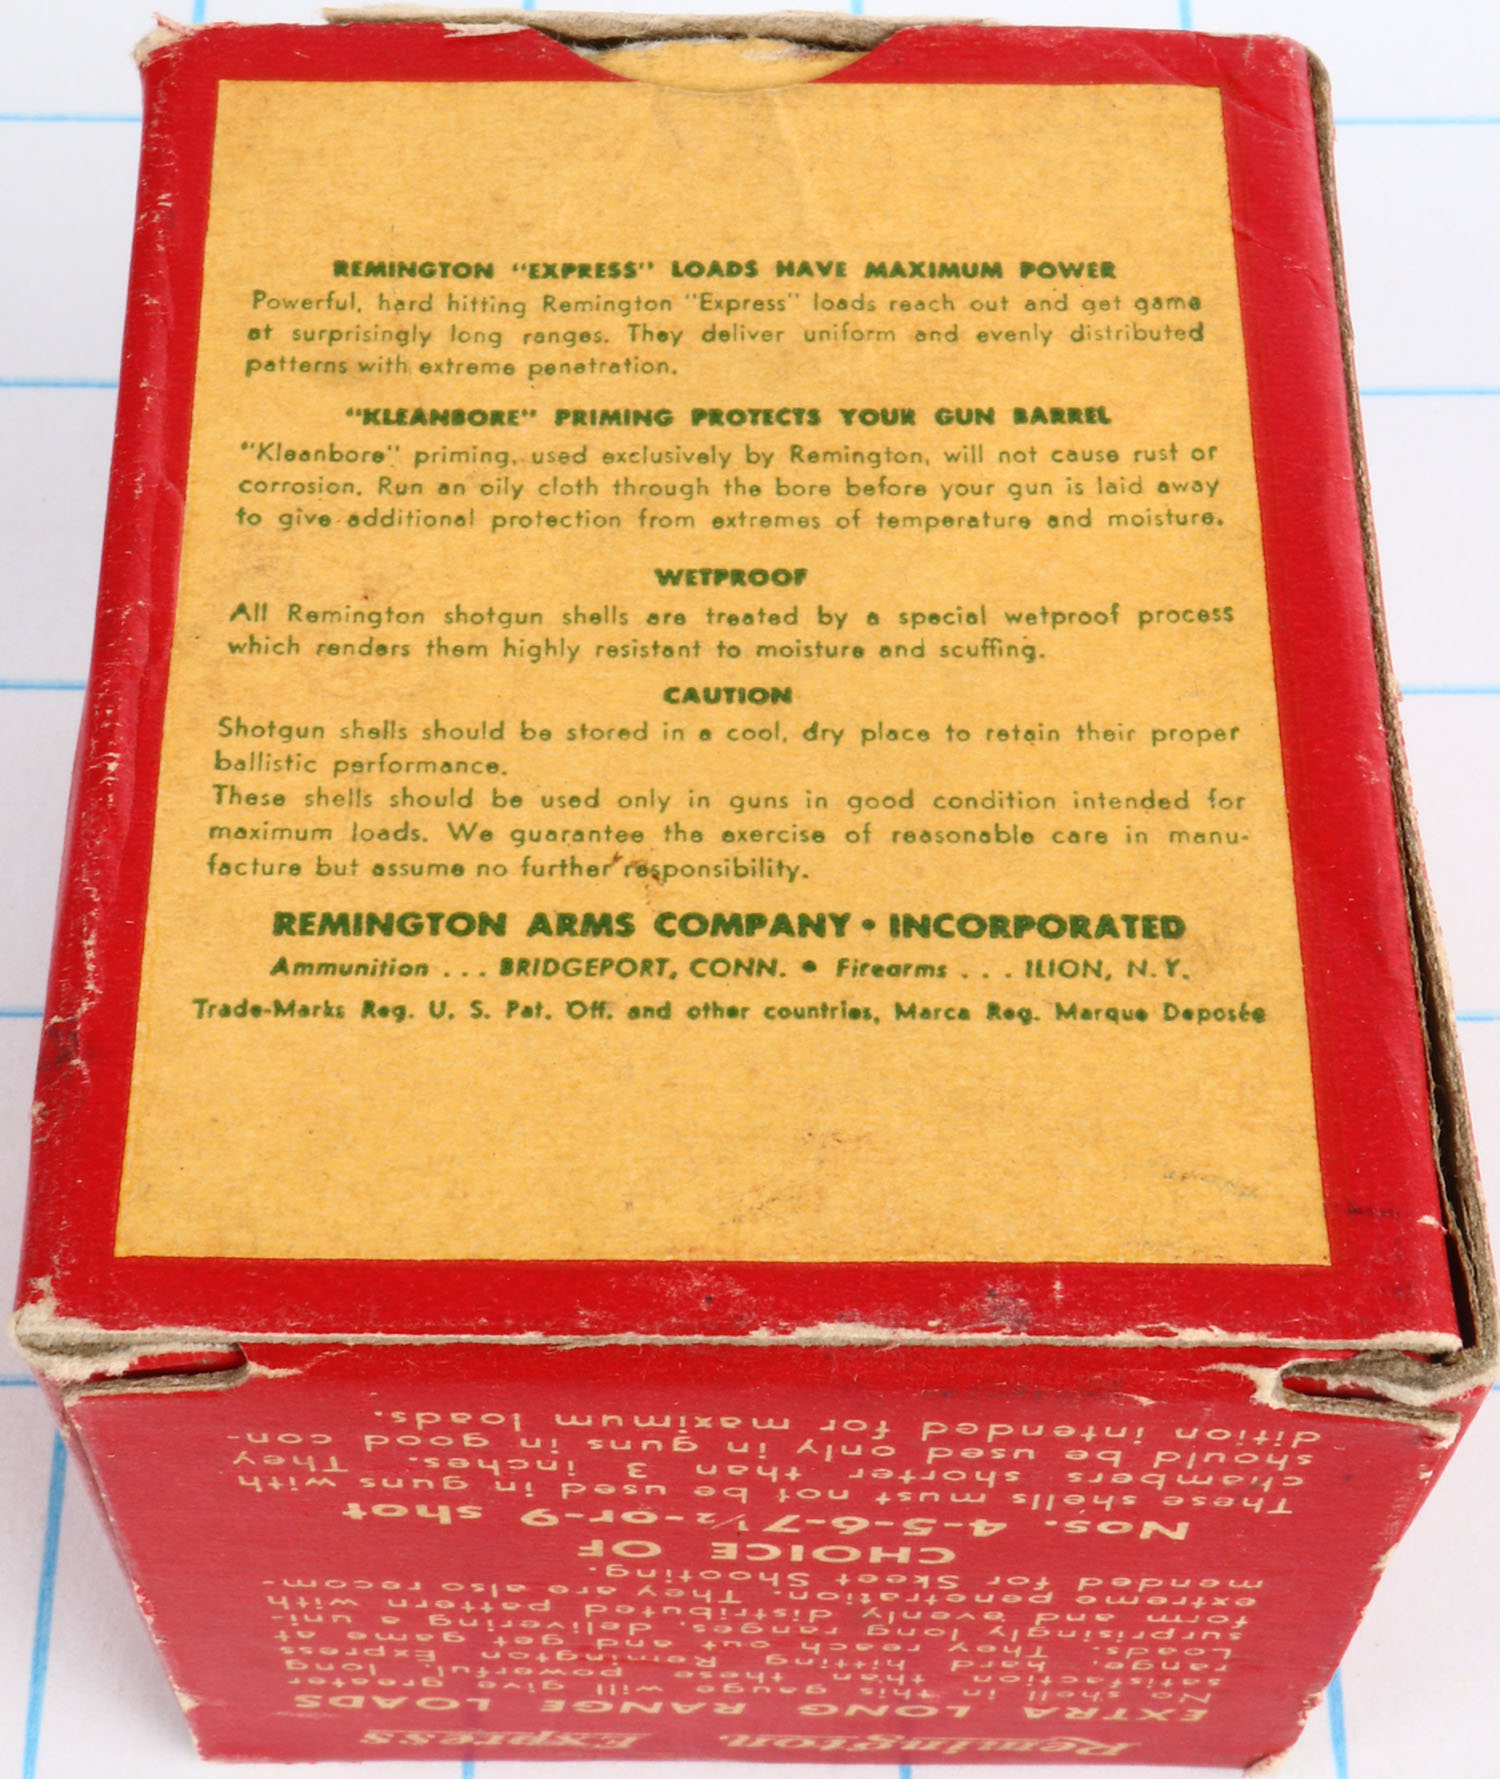 REMINGTON "EXPRESS" LOADS HAVE MAXIMUM POWER
Powerful, hard hitting Remington "Express" loads reach out and get game
at surprisingly long ranges. They deliver uniform and evenly distributed
patterns with extreme penetration.
"KLEANBORE" PRIMING PROTECTS YOUR GUN BARREL
"Kleanbore" priming, used exclusively by Remington, will not cause rust or
corrosion. Run an oily cloth through the bore before your gun is laid away
to give additional protection from extremes of temperature and moisture.
WETPROOF
All Remington shotgun shells are treated by a special wetproof process
which renders them highly resistant to moisture and scuffing.
CAUTION
Shotgun shells should be stored in a cool, dry place to retain their proper
ballistic performance.
These shells should be used only in guns in good condition intended for
maximum loads. We guarantee the exercise of reasonable care in manu-
facture but assume no further responsibility.
REMINGTON ARMS COMPANY • INCORPORATED
Ammunition . . . BRIDGEPORT, CONN. • Firearms . . . ILION, N. Y.
Trade-Marks Reg. U. S. Pat. Off. and other countries, Marca Reg. Marque Deposée
Remington. Express
EXTRA LONG RANGE LOADS
No shell in this gauge will give greater
satisfaction than these powerful, long
range, hard hitting Remington Express
Loads. They reach out and get game at
surprisingly long ranges, delivering a uni-
form and evenly distributed pattern with
extreme penetration. They are also recom-
mended for Skeet Shooting.
CHOICE OF
Nos. 4-5-6-7½-or-9 shot
These shells must not be used in guns with
chambers shorter than 3 inches. They
should be used only in guns in good con-
dition intended for maximum loads.